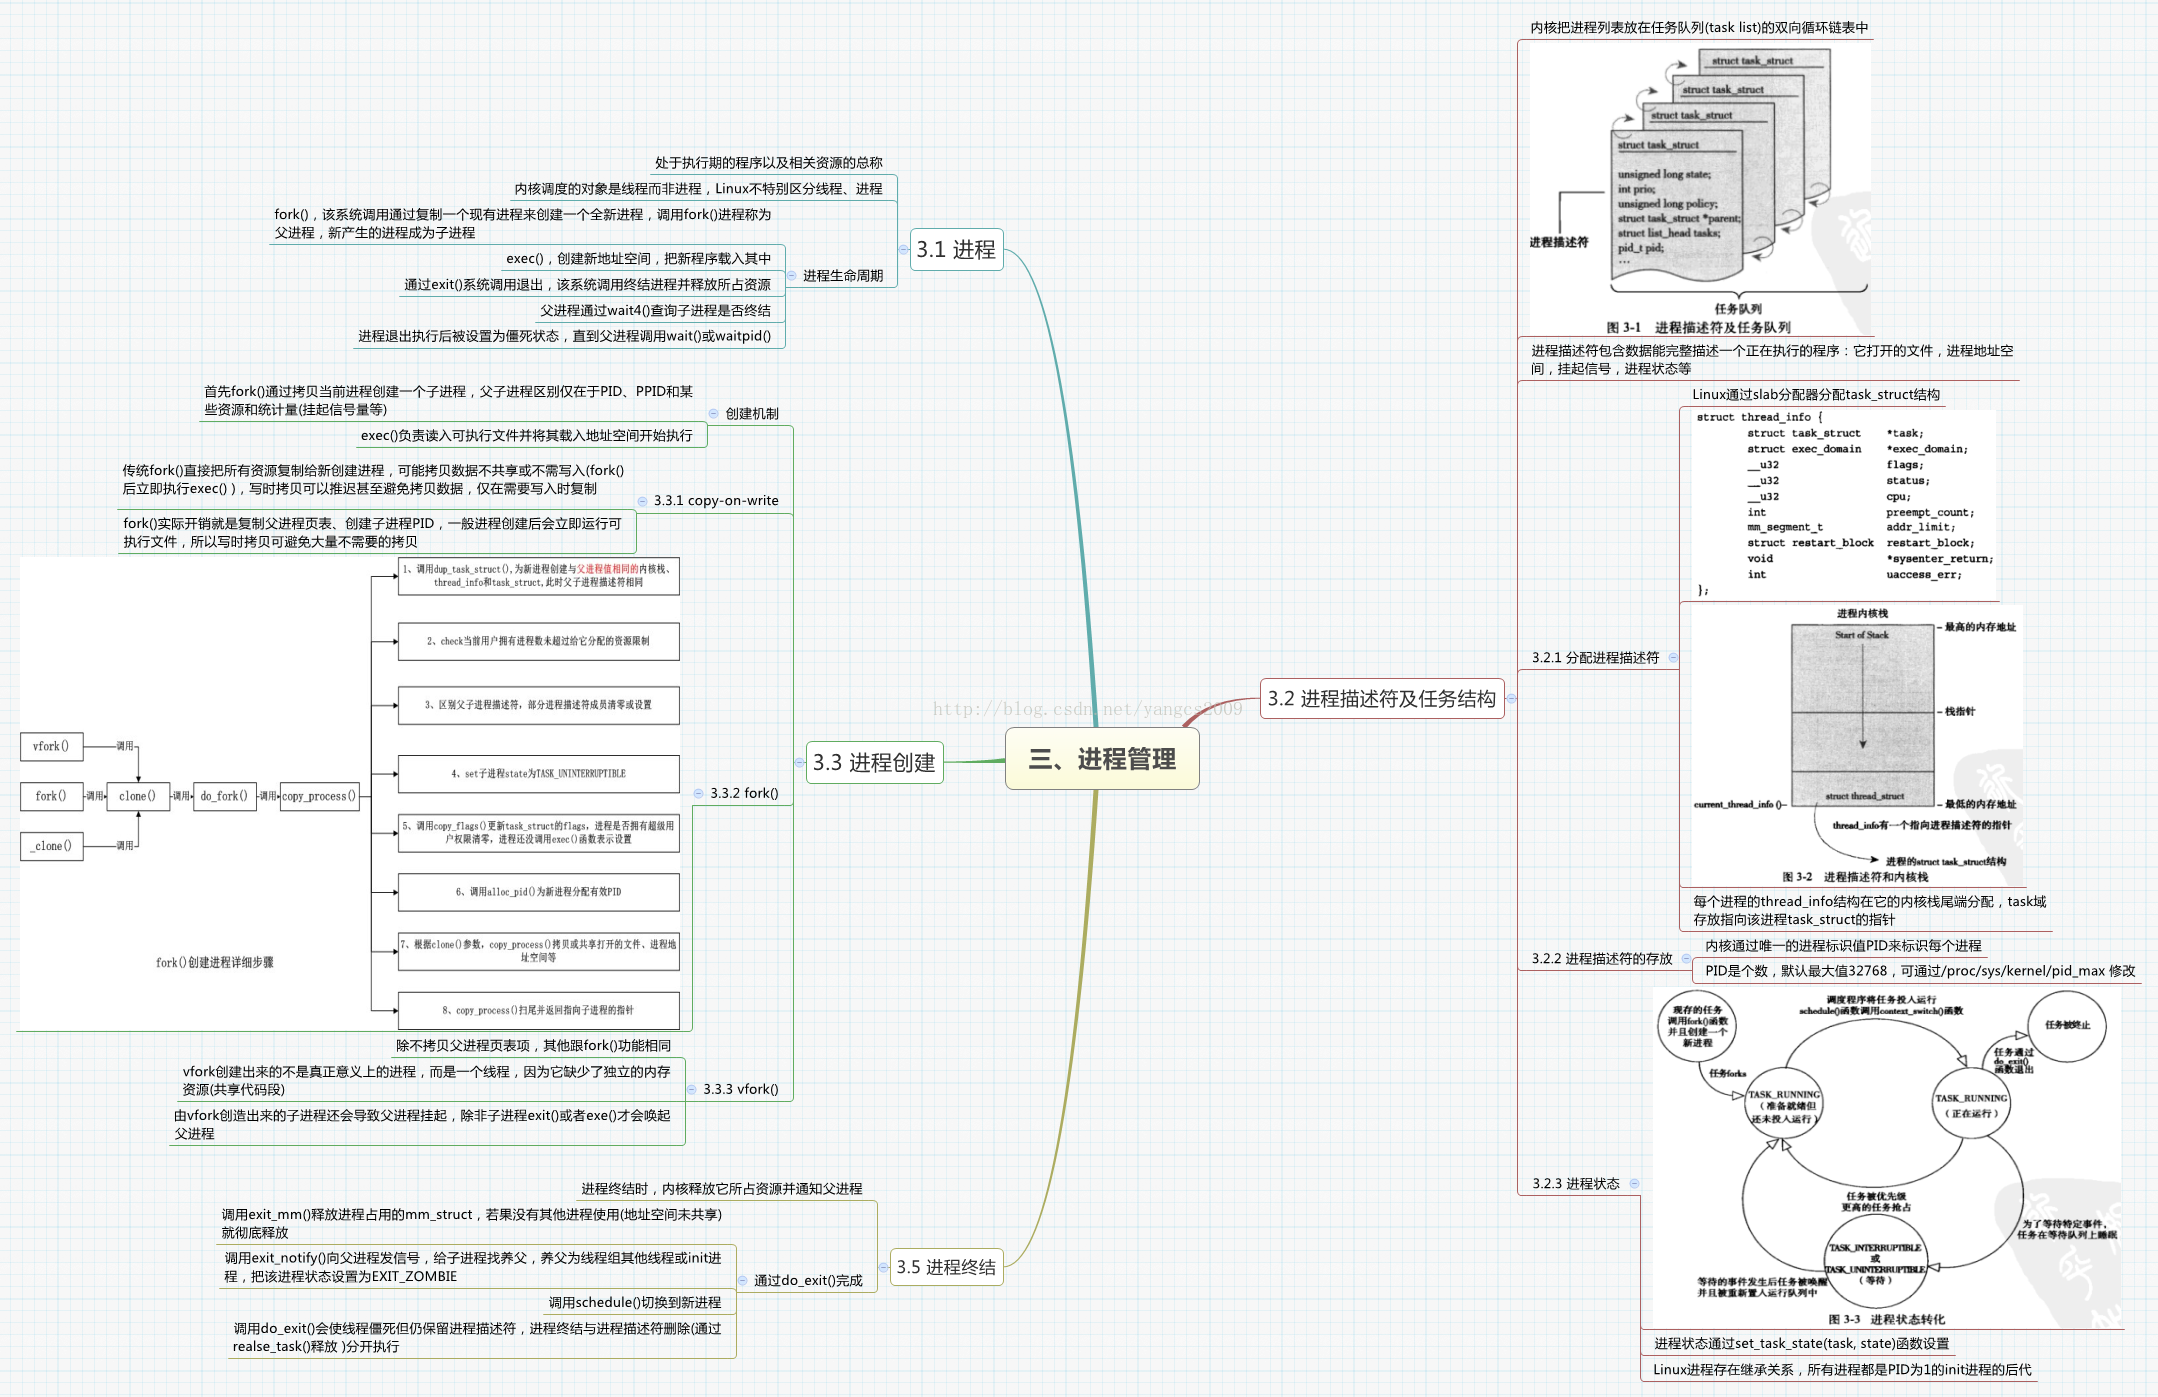 三、进程管理
http://blog.csdn.net/yangcs2009
3.1 进程
处于执行期的程序以及相关资源的总称
内核调度的对象是线程而非进程，Linux不特别区分线程、进程
进程生命周期
fork()，该系统调用通过复制一个现有进程来创建一个全新进程，调用fork()进程称为
父进程，新产生的进程成为子进程
exec()，创建新地址空间，把新程序载入其中
通过exit()系统调用退出，该系统调用终结进程并释放所占资源
父进程通过wait4()查询子进程是否终结
进程退出执行后被设置为僵死状态，直到父进程调用wait()或waitpid()
3.2 进程描述符及任务结构
内核把进程列表放在任务队列(task list)的双向循环链表中
struct task_struct
struct task_struct
struct task_struct
struct task_struct
unsigned long state;
int prio;
unsigned long policy;
struct task_struct *parent;
struct list_head tasks;
pid_t pid;
...
进程描述符
任务队列
图 3-1 进程描述符及任务队列
进程描述符包含数据能完整描述一个正在执行的程序：它打开的文件，进程地址空
间，挂起信号，进程状态等
3.2.1 分配进程描述符
Linux通过slab分配器分配task_struct结构
struct thread_info {
struct task_struct *task;
struct exec_domain *exec_domain;
__u32 flags;
__u32 status;
__u32 cpu;
int preempt_count;
mm_segment_t addr_limit;
struct restart_block restart_block;
void *sysenter_return;
int uaccess_err;
};
进程内核栈
Start of Stack
最高的内存地址
栈指针
struct thread_struct
current_thread_info ()
最低的内存地址
thread_info有一个指向进程描述符的指针
进程的struct task_struct结构
图 3-2 进程描述符和内核栈
每个进程的thread_info结构在它的内核栈尾端分配，task域
存放指向该进程task_struct的指针
3.2.2 进程描述符的存放
内核通过唯一的进程标识值PID来标识每个进程
PID是个数，默认最大值32768，可通过/proc/sys/kernel/pid_max 修改
3.2.3 进程状态
现存的任务
调用fork()函数
并且创建一个
新进程
调度程序将任务投入运行
schedule()函数调用context_switch()函数
任务被终止
任务通过
do_exit()
函数退出
任务forks
TASK_RUNNING
（准备就绪但
还未投入运行）
TASK_RUNNING
（正在运行）
任务被优先级
更高的任务抢占
为了等待特定事件，
任务在等待队列上睡眠
TASK_INTERRUPTIBLE
或
TASK_UNINTERRUPTIBLE
（等待）
等待的事件发生后任务被唤醒
并且被重新置入运行队列中
图 3-3 进程状态转化
进程状态通过set_task_state(task, state)函数设置
Linux进程存在继承关系，所有进程都是PID为1的init进程的后代
3.3 进程创建
创建机制
首先fork()通过拷贝当前进程创建一个子进程，父子进程区别仅在于PID、PPID和某
些资源和统计量(挂起信号量等)
exec()负责读入可执行文件并将其载入地址空间开始执行
3.3.1 copy-on-write
传统fork()直接把所有资源复制给新创建进程，可能拷贝数据不共享或不需写入(fork()
后立即执行exec() )，写时拷贝可以推迟甚至避免拷贝数据，仅在需要写入时复制
fork()实际开销就是复制父进程页表、创建子进程PID，一般进程创建后会立即运行可
执行文件，所以写时拷贝可避免大量不需要的拷贝
3.3.2 fork()
vfork()
调用
fork()
调用
clone()
调用
do_fork()
调用
copy_process()
_clone()
调用
1、调用dup_task_struct(),为新进程创建与父进程值相同的内核栈、
thread_info和task_struct,此时父子进程描述符相同
2、check当前用户拥有进程数未超过给它分配的资源限制
3、区别父子进程描述符，部分进程描述符成员清零或设置
4、set子进程state为TASK_UNINTERRUPTIBLE
5、调用copy_flags()更新task_struct的flags，进程是否拥有超级用
户权限清零，进程还没调用exec()函数表示设置
6、调用alloc_pid()为新进程分配有效PID
7、根据clone()参数，copy_process()拷贝或共享打开的文件、进程地
址空间等
8、copy_process()扫尾并返回指向子进程的指针
fork()创建进程详细步骤
3.3.3 vfork()
除不拷贝父进程页表项，其他跟fork()功能相同
vfork创建出来的不是真正意义上的进程，而是一个线程，因为它缺少了独立的内存
资源(共享代码段)
由vfork创造出来的子进程还会导致父进程挂起，除非子进程exit()或者exe()才会唤起
父进程
3.5 进程终结
进程终结时，内核释放它所占资源并通知父进程
通过do_exit()完成
调用exit_mm()释放进程占用的mm_struct，若果没有其他进程使用(地址空间未共享)
就彻底释放
调用exit_notify()向父进程发信号，给子进程找养父，养父为线程组其他线程或init进
程，把该进程状态设置为EXIT_ZOMBIE
调用schedule()切换到新进程
调用do_exit()会使线程僵死但仍保留进程描述符，进程终结与进程描述符删除(通过
realse_task()释放 )分开执行